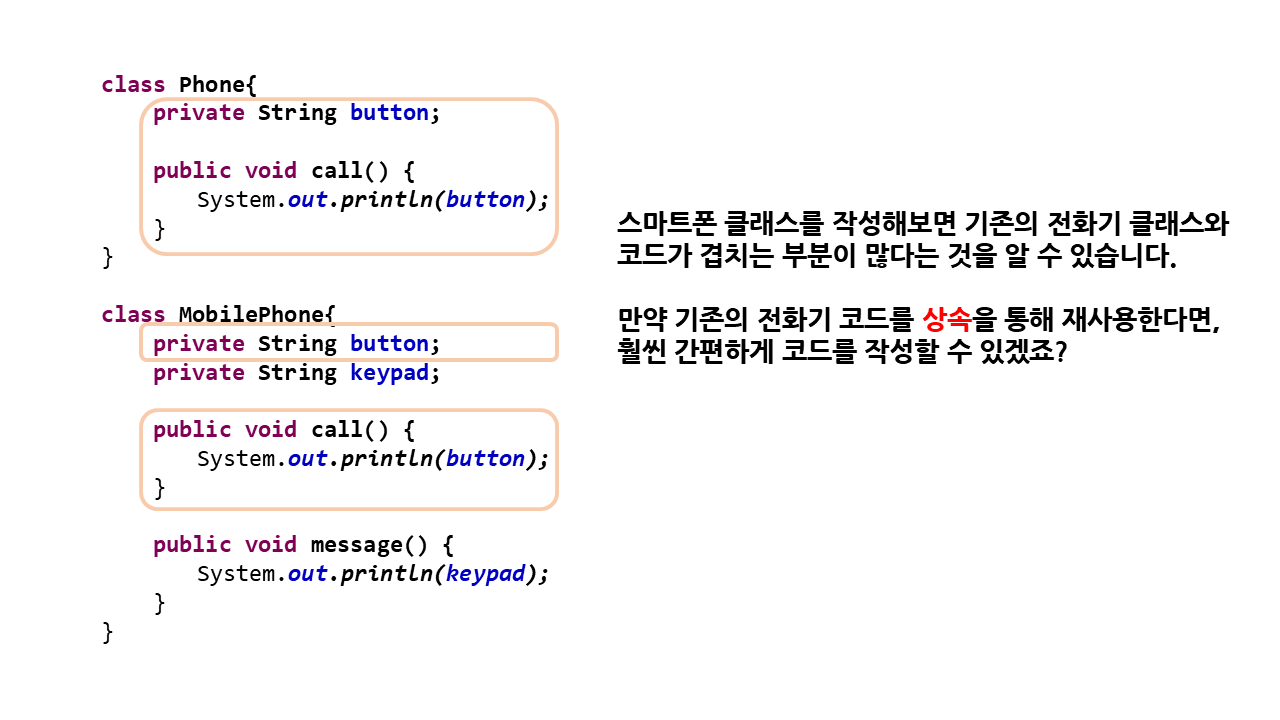 class Phone{
private String button;
public void call() {
System.out.println(button);
}
}
class MobilePhone{
private String button;
private String keypad;
public void call() {
System.out.println(button);
}
public void message() {
System.out.println(keypad);
}
}
스마트폰 클래스를 작성해보면 기존의 전화기 클래스와
코드가 겹치는 부분이 많다는 것을 알 수 있습니다.
만약 기존의 전화기 코드를 상속을 통해 재사용한다면,
훨씬 간편하게 코드를 작성할 수 있겠죠?